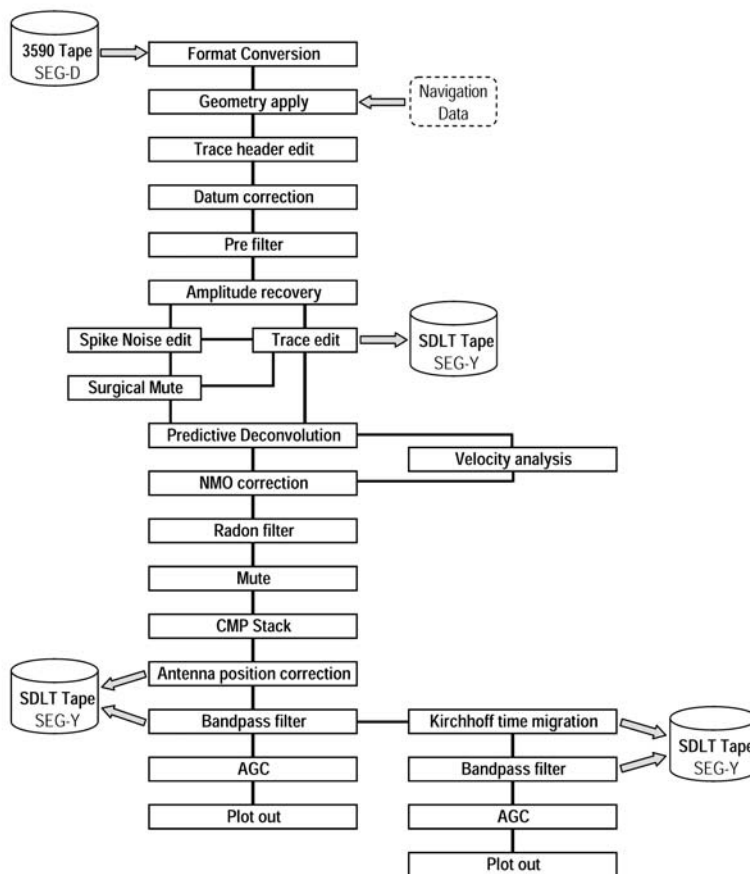 3590 Tape
SEG-D
Format Conversion
Geometry apply
Navigation
Data
Trace header edit
Datum correction
Pre filter
Amplitude recovery
Spike Noise edit
Trace edit
SDLT Tape
SEG-Y
Surgical Mute
Predictive Deconvolution
Velocity analysis
NMO correction
Radon filter
Mute
CMP Stack
Antenna position correction
SDLT Tape
SEG-Y
Bandpass filter
Kirchhoff time migration
SDLT Tape
SEG-Y
AGC
Bandpass filter
Plot out
AGC
Plot out